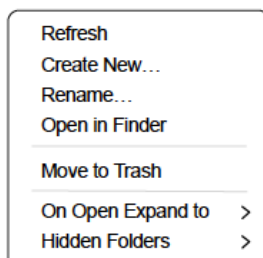 Refresh
Create New…
Rename…
Open in Finder
Move to Trash
On Open Expand to >
Hidden Folders >